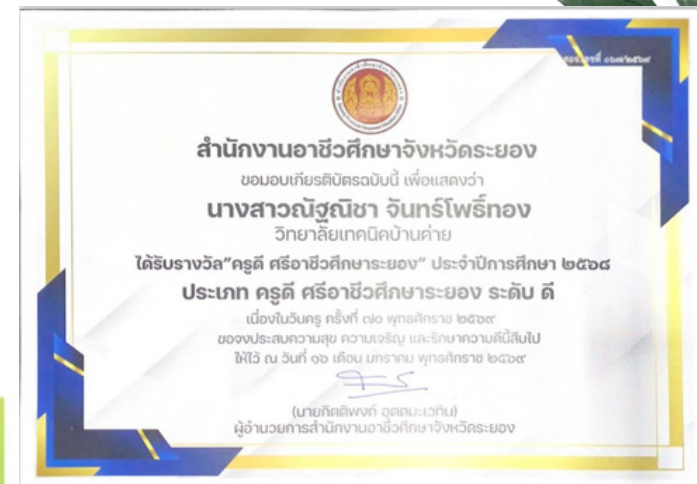 เลขที่ ๐๖๗/๒๕๖๙
สำนักงานอาชีวศึกษาจังหวัดระยอง
ขอมอบเกียรติบัตรฉบับนี้ เพื่อแสดงว่า
นางสาวณัฐณิชา จันทร์โพธิ์ทอง
วิทยาลัยเทคนิคบ้านค่าย
ได้รับรางวัล"ครูดี ศรีอาชีวศึกษาระยอง" ประจำปีการศึกษา ๒๕๖๘
ประเภท ครูดี ศรีอาชีวศึกษาระยอง ระดับ ดี
เนื่องในวันครู ครั้งที่ ๗๐ พุทธศักราช ๒๕๖๙
ขอจงประสบความสุข ความเจริญ และรักษาความดีนี้สืบไป
ให้ไว้ ณ วันที่ ๑๖ เดือน มกราคม พุทธศักราช ๒๕๖๙
(นายกิตติพงค์ อุตตมะเวทิน)
ผู้อำนวยการสำนักงานอาชีวศึกษาจังหวัดระยอง